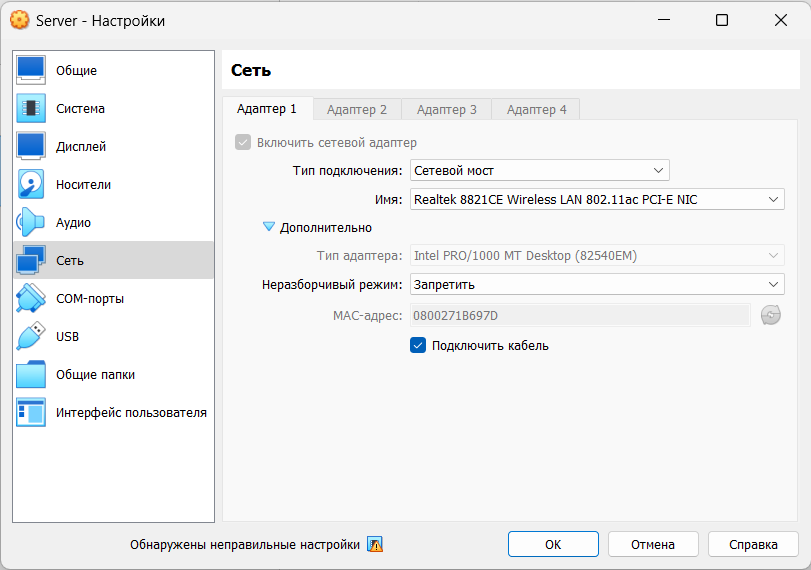 Server - Настройки
Общие
Система
Дисплей
Носители
Аудио
Сеть
COM-порты
USB
Общие папки
Интерфейс пользователя
Сеть
Адаптер 1 Адаптер 2 Адаптер 3 Адаптер 4
Включить сетевой адаптер
Тип подключения: Сетевой мост
Имя: Realtek 8821CE Wireless LAN 802.11ac PCI-E NIC
Дополнительно
Тип адаптера: Intel PRO/1000 MT Desktop (82540EM)
Неразборчивый режим: Запретить
MAC-адрес: 0800271B697D
Подключить кабель
Обнаружены неправильные настройки
OK Отмена Справка